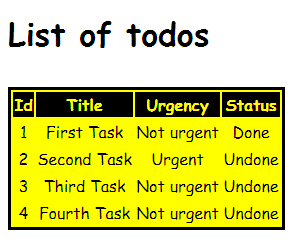 List of todos
Id Title Urgency Status
1 First Task Not urgent Done
2 Second Task Urgent Undone
3 Third Task Not urgent Undone
4 Fourth Task Not urgent Undone